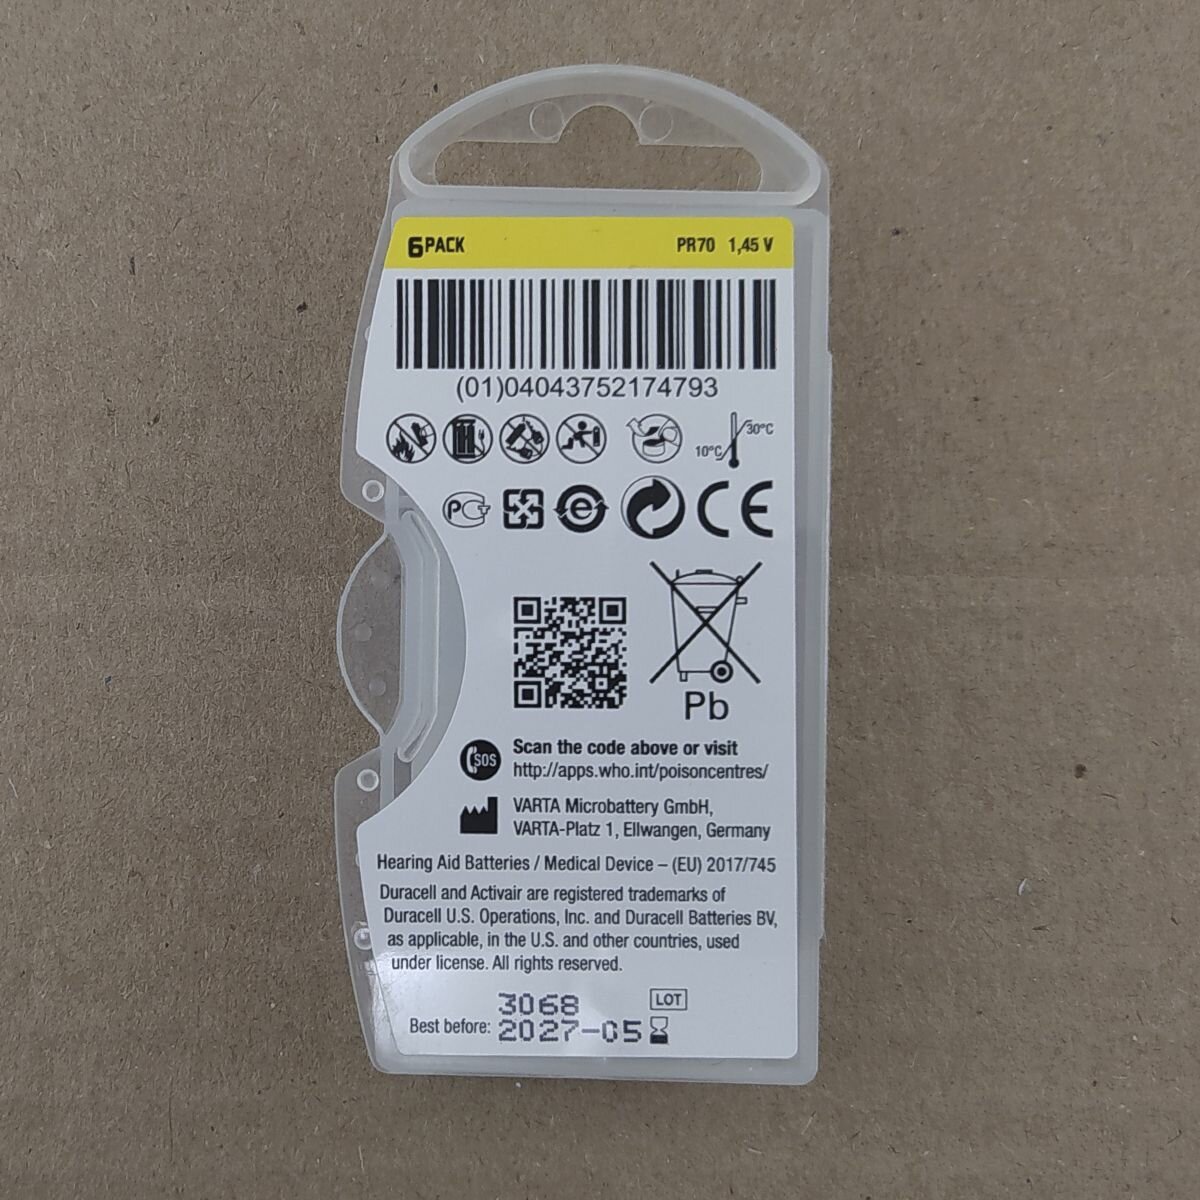 6PACK PR70 1,45 V
(01)04043752174793
10°C 30°C
PCT e CE
Pb
SOS Scan the code above or visit
http://apps.who.int/poisoncentres/
VARTA Microbattery GmbH,
VARTA-Platz 1, Ellwangen, Germany
Hearing Aid Batteries / Medical Device – (EU) 2017/745
Duracell and Activair are registered trademarks of
Duracell U.S. Operations, Inc. and Duracell Batteries BV,
as applicable, in the U.S. and other countries, used
under license. All rights reserved.
3068 LOT
Best before: 2027-05